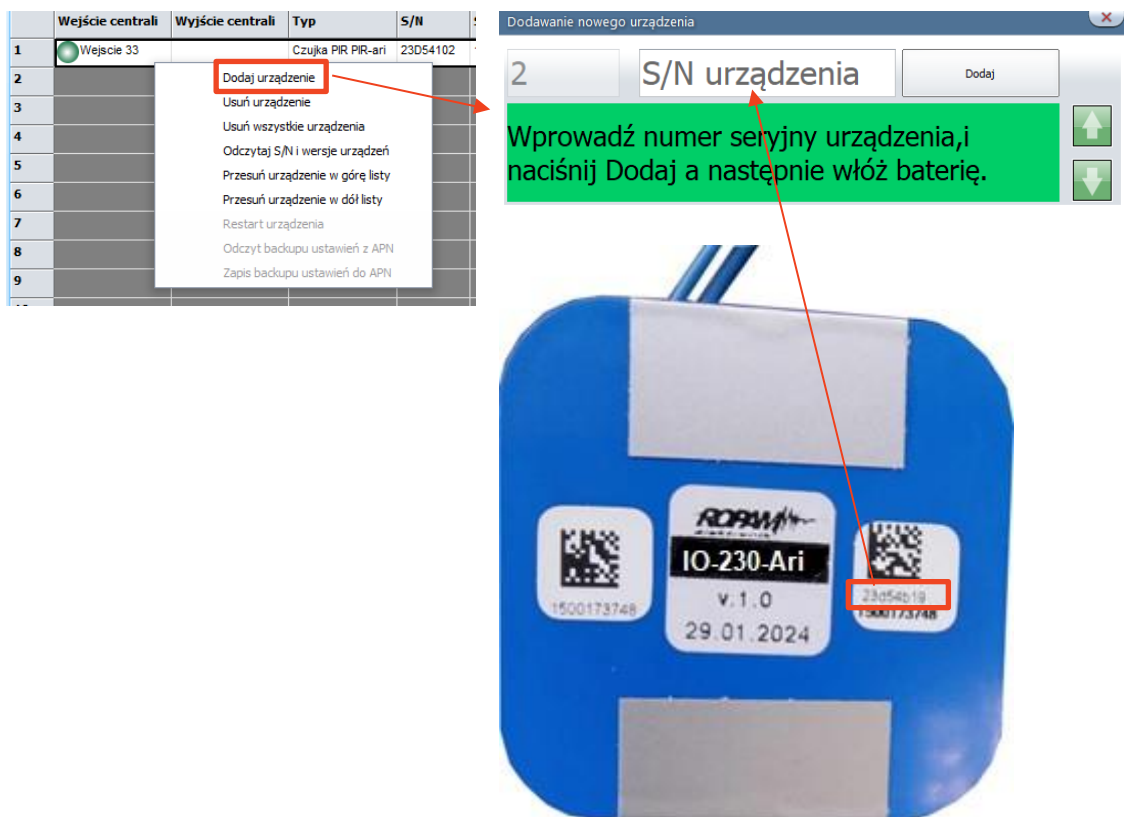 Wejście centrali Wyjście centrali Typ S/N
1 Wejscie 33 Czujka PIR PIR-ari 23D54102
2
3
4
5
6
7
8
9
Dodaj urządzenie
Usuń urządzenie
Usuń wszystkie urządzenia
Odczytaj S/N i wersje urządzeń
Przesuń urządzenie w górę listy
Przesuń urządzenie w dół listy
Restart urządzenia
Odczyt backupu ustawień z APN
Zapis backupu ustawień do APN
Dodawanie nowego urządzenia
2 S/N urządzenia Dodaj
Wprowadź numer seryjny urządzenia,i
naciśnij Dodaj a następnie włóż baterię.
1500173748
ROPAM
IO-230-Ari
v.1.0
29.01.2024
23d54b19
1500173748